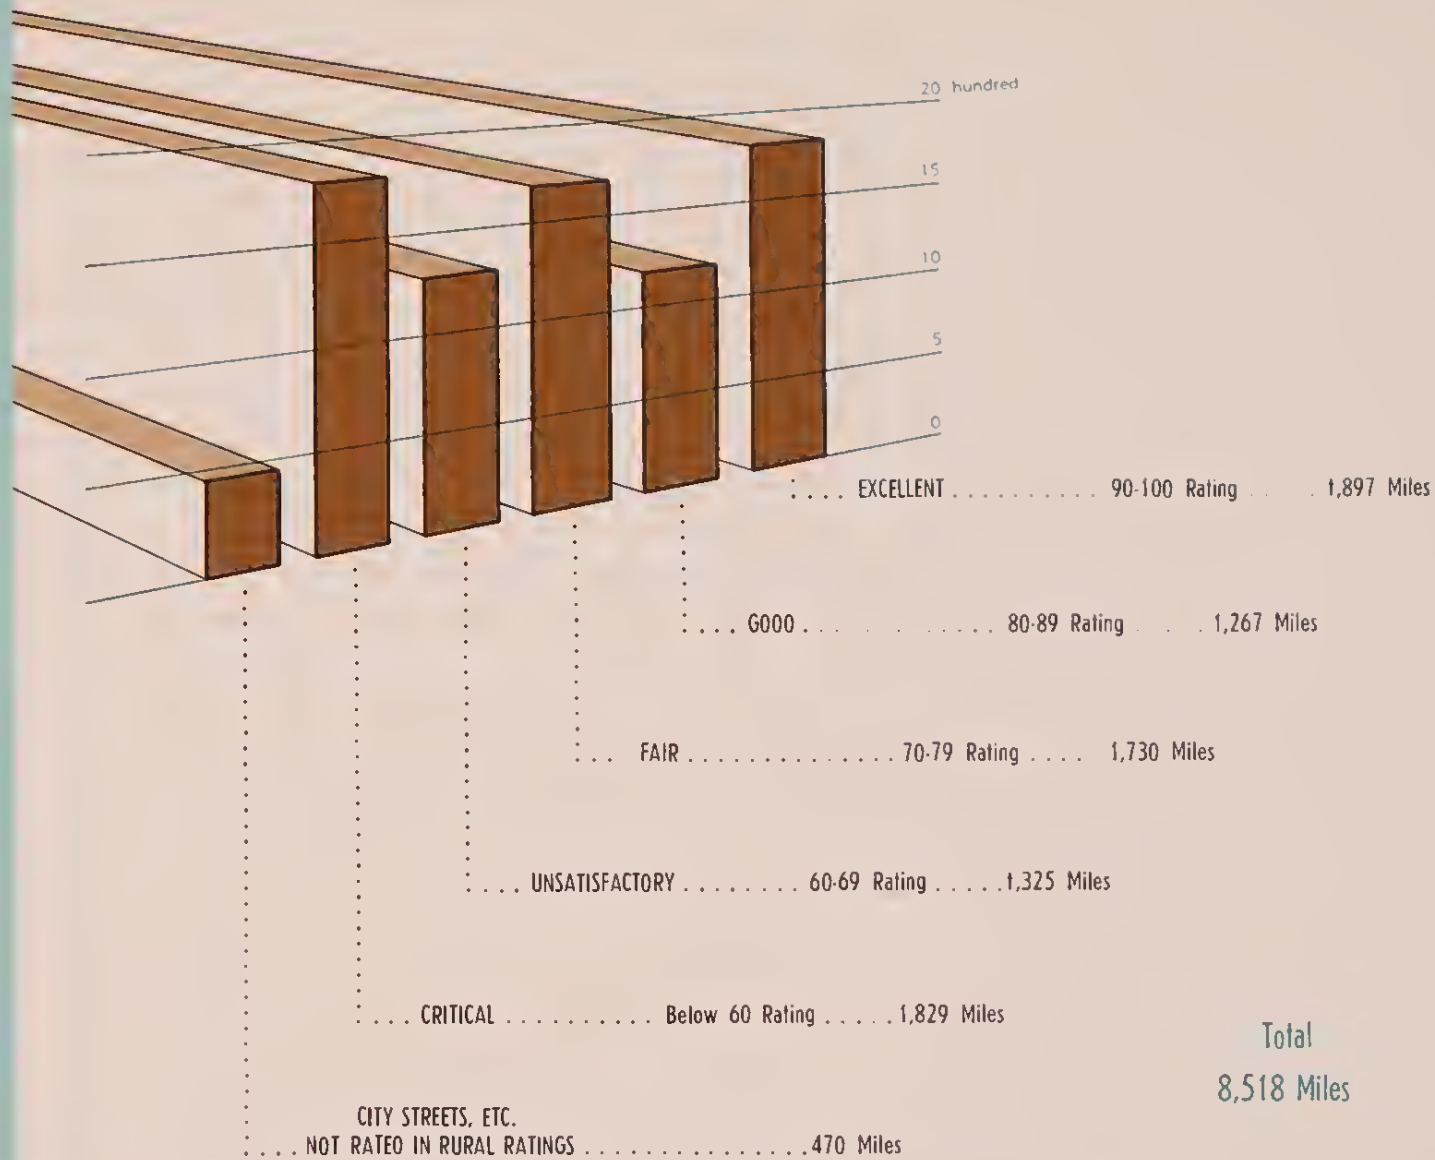 20 hundred
15
10
5
0
EXCELLENT .......... 90-100 Rating . . 1,897 Miles
GOOD . . . ..... 80-89 Rating . . . 1,267 Miles
FAIR .............. 70-79 Rating .... 1,730 Miles
UNSATISFACTORY ........ 60-69 Rating ..... 1,325 Miles
CRITICAL .......... Below 60 Rating ..... 1,829 Miles
Total
8,518 Miles
CITY STREETS, ETC.
NOT RATED IN RURAL RATINGS ............... 470 Miles